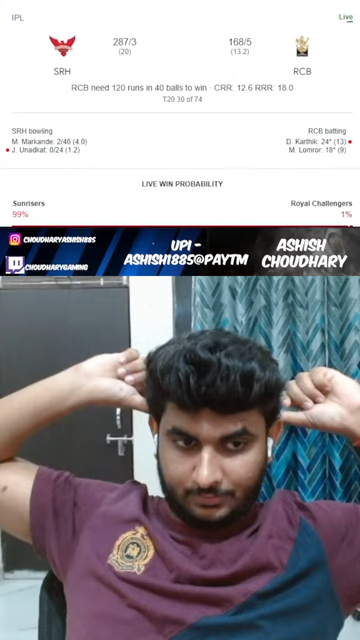 IPL
Live
287/3
(20)
168/5
(13.2)
SRH
RCB
RCB need 120 runs in 40 balls to win · CRR: 12.6 RRR: 18.0
T20 30 of 74
SRH bowling
M. Markande: 2/46 (4.0)
J. Unadkat: 0/24 (1.2)
RCB batting
D. Karthik: 24* (13)
M. Lomror: 18* (9)
LIVE WIN PROBABILITY
Sunrisers
99%
Royal Challengers
1%
CHOUDHARYASHISH885
CHOUDHARYGAMING
UPI -
ASHISH1885@PAYTM
ASHISH
CHOUDHARY